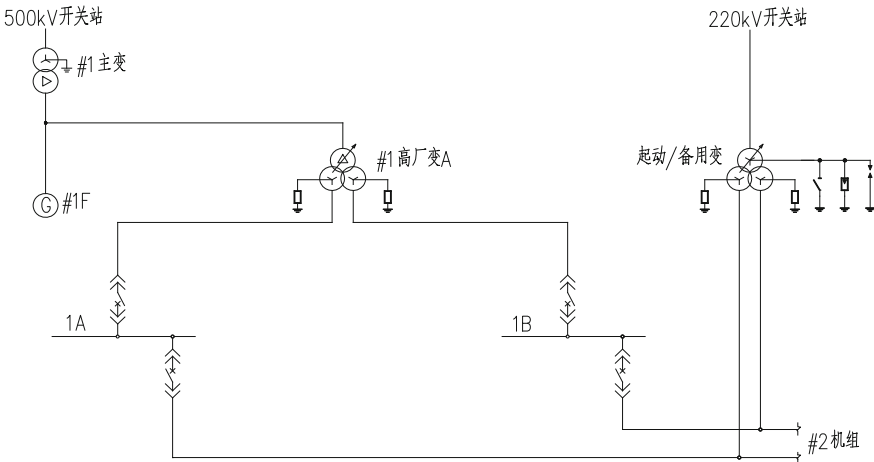 500kV开关站
220kV开关站
#1主变
#1高厂变A
起动/备用变
G
#1F
1A
1B
#2机组